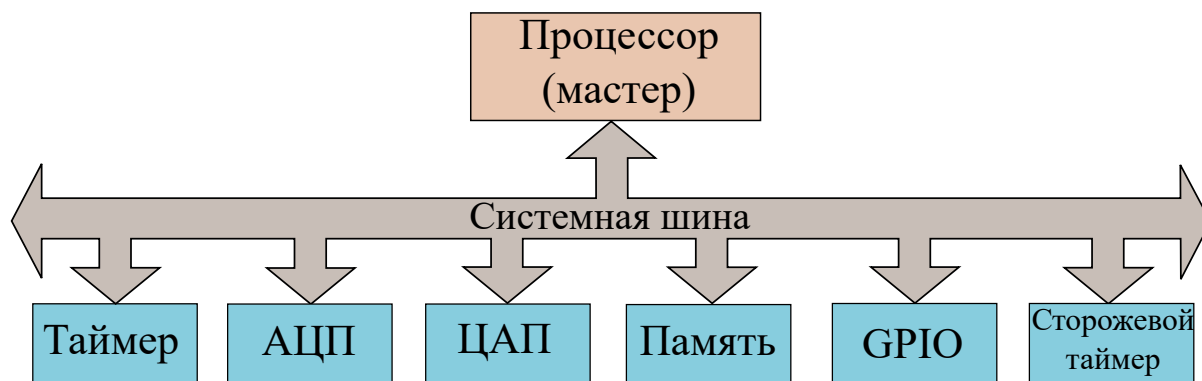 Процессор
(мастер)
Системная шина
Таймер
АЦП
ЦАП
Память
GPIO
Сторожевой
таймер